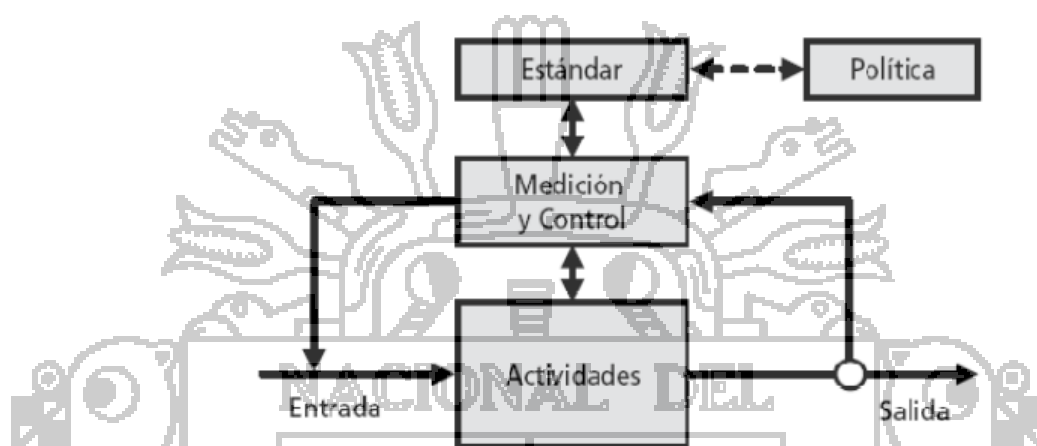 Estándar
Política
Medición
y Control
Actividades
Entrada
Salida
NACIONAL DEL